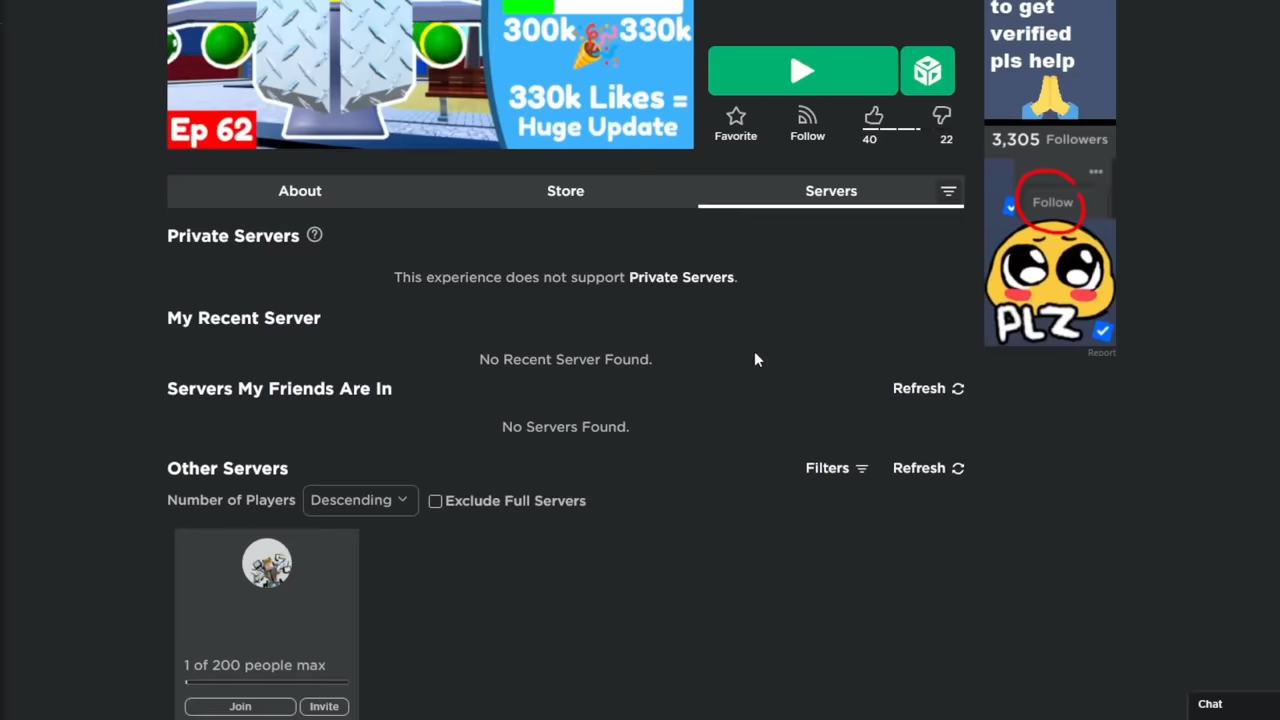 300k 330k
330k Likes =
Huge Update
Ep 62
Favorite
Follow
40
22
to get
verified
pls help
3,305 Followers
Follow
PLZ
Report
About
Store
Servers
Private Servers
This experience does not support Private Servers.
My Recent Server
No Recent Server Found.
Servers My Friends Are In
Refresh
No Servers Found.
Other Servers
Filters
Refresh
Number of Players
Descending
Exclude Full Servers
1 of 200 people max
Join
Invite
Chat